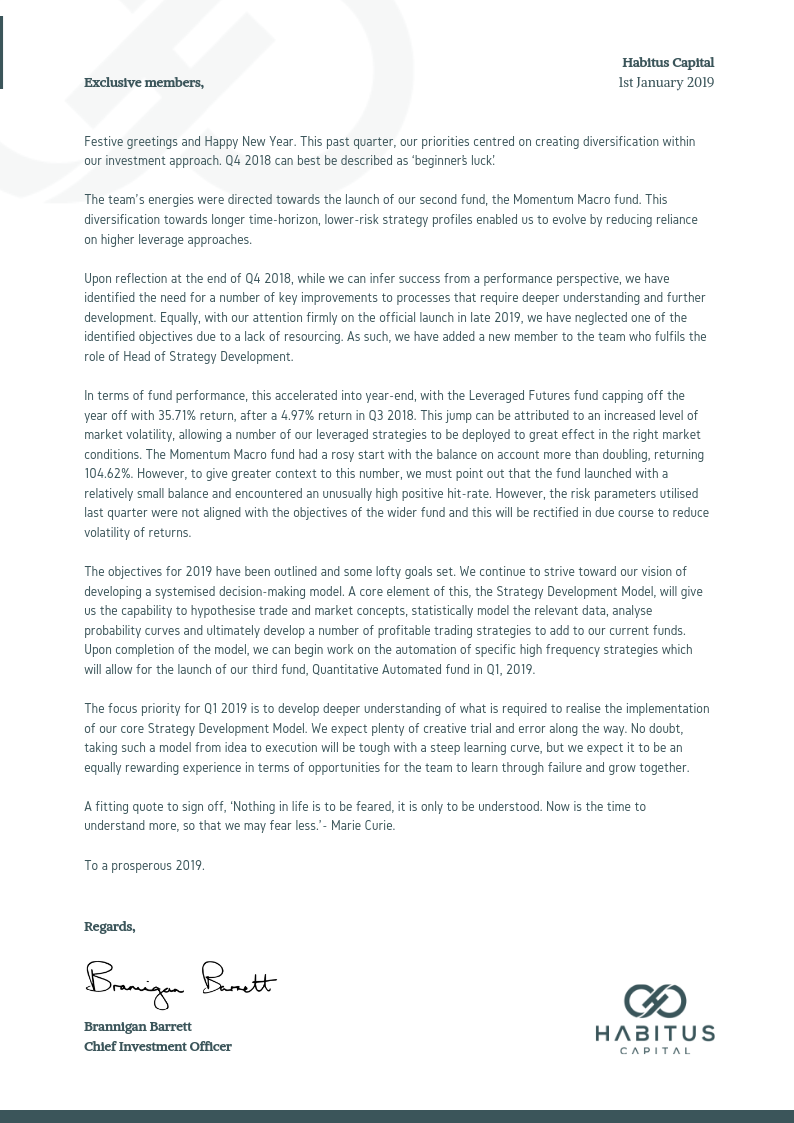 Habitus Capital
Exclusive members,
1st January 2019
Festive greetings and Happy New Year. This past quarter, our priorities centred on creating diversification within
our investment approach. Q4 2018 can best be described as ‘beginner’s luck’.
The team’s energies were directed towards the launch of our second fund, the Momentum Macro fund. This
diversification towards longer time-horizon, lower-risk strategy profiles enabled us to evolve by reducing reliance
on higher leverage approaches.
Upon reflection at the end of Q4 2018, while we can infer success from a performance perspective, we have
identified the need for a number of key improvements to processes that require deeper understanding and further
development. Equally, with our attention firmly on the official launch in late 2019, we have neglected one of the
identified objectives due to a lack of resourcing. As such, we have added a new member to the team who fulfils the
role of Head of Strategy Development.
In terms of fund performance, this accelerated into year-end, with the Leveraged Futures fund capping off the
year off with 35.71% return, after a 4.97% return in Q3 2018. This jump can be attributed to an increased level of
market volatility, allowing a number of our leveraged strategies to be deployed to great effect in the right market
conditions. The Momentum Macro fund had a rosy start with the balance on account more than doubling, returning
104.62%. However, to give greater context to this number, we must point out that the fund launched with a
relatively small balance and encountered an unusually high positive hit-rate. However, the risk parameters utilised
last quarter were not aligned with the objectives of the wider fund and this will be rectified in due course to reduce
volatility of returns.
The objectives for 2019 have been outlined and some lofty goals set. We continue to strive toward our vision of
developing a systemised decision-making model. A core element of this, the Strategy Development Model, will give
us the capability to hypothesise trade and market concepts, statistically model the relevant data, analyse
probability curves and ultimately develop a number of profitable trading strategies to add to our current funds.
Upon completion of the model, we can begin work on the automation of specific high frequency strategies which
will allow for the launch of our third fund, Quantitative Automated fund in Q1, 2019.
The focus priority for Q1 2019 is to develop deeper understanding of what is required to realise the implementation
of our core Strategy Development Model. We expect plenty of creative trial and error along the way. No doubt,
taking such a model from idea to execution will be tough with a steep learning curve, but we expect it to be an
equally rewarding experience in terms of opportunities for the team to learn through failure and grow together.
A fitting quote to sign off, ‘Nothing in life is to be feared, it is only to be understood. Now is the time to
understand more, so that we may fear less.’ - Marie Curie.
To a prosperous 2019.
Regards,
Brannigan Barrett
Brannigan Barrett
Chief Investment Officer
HABITUS
CAPITAL